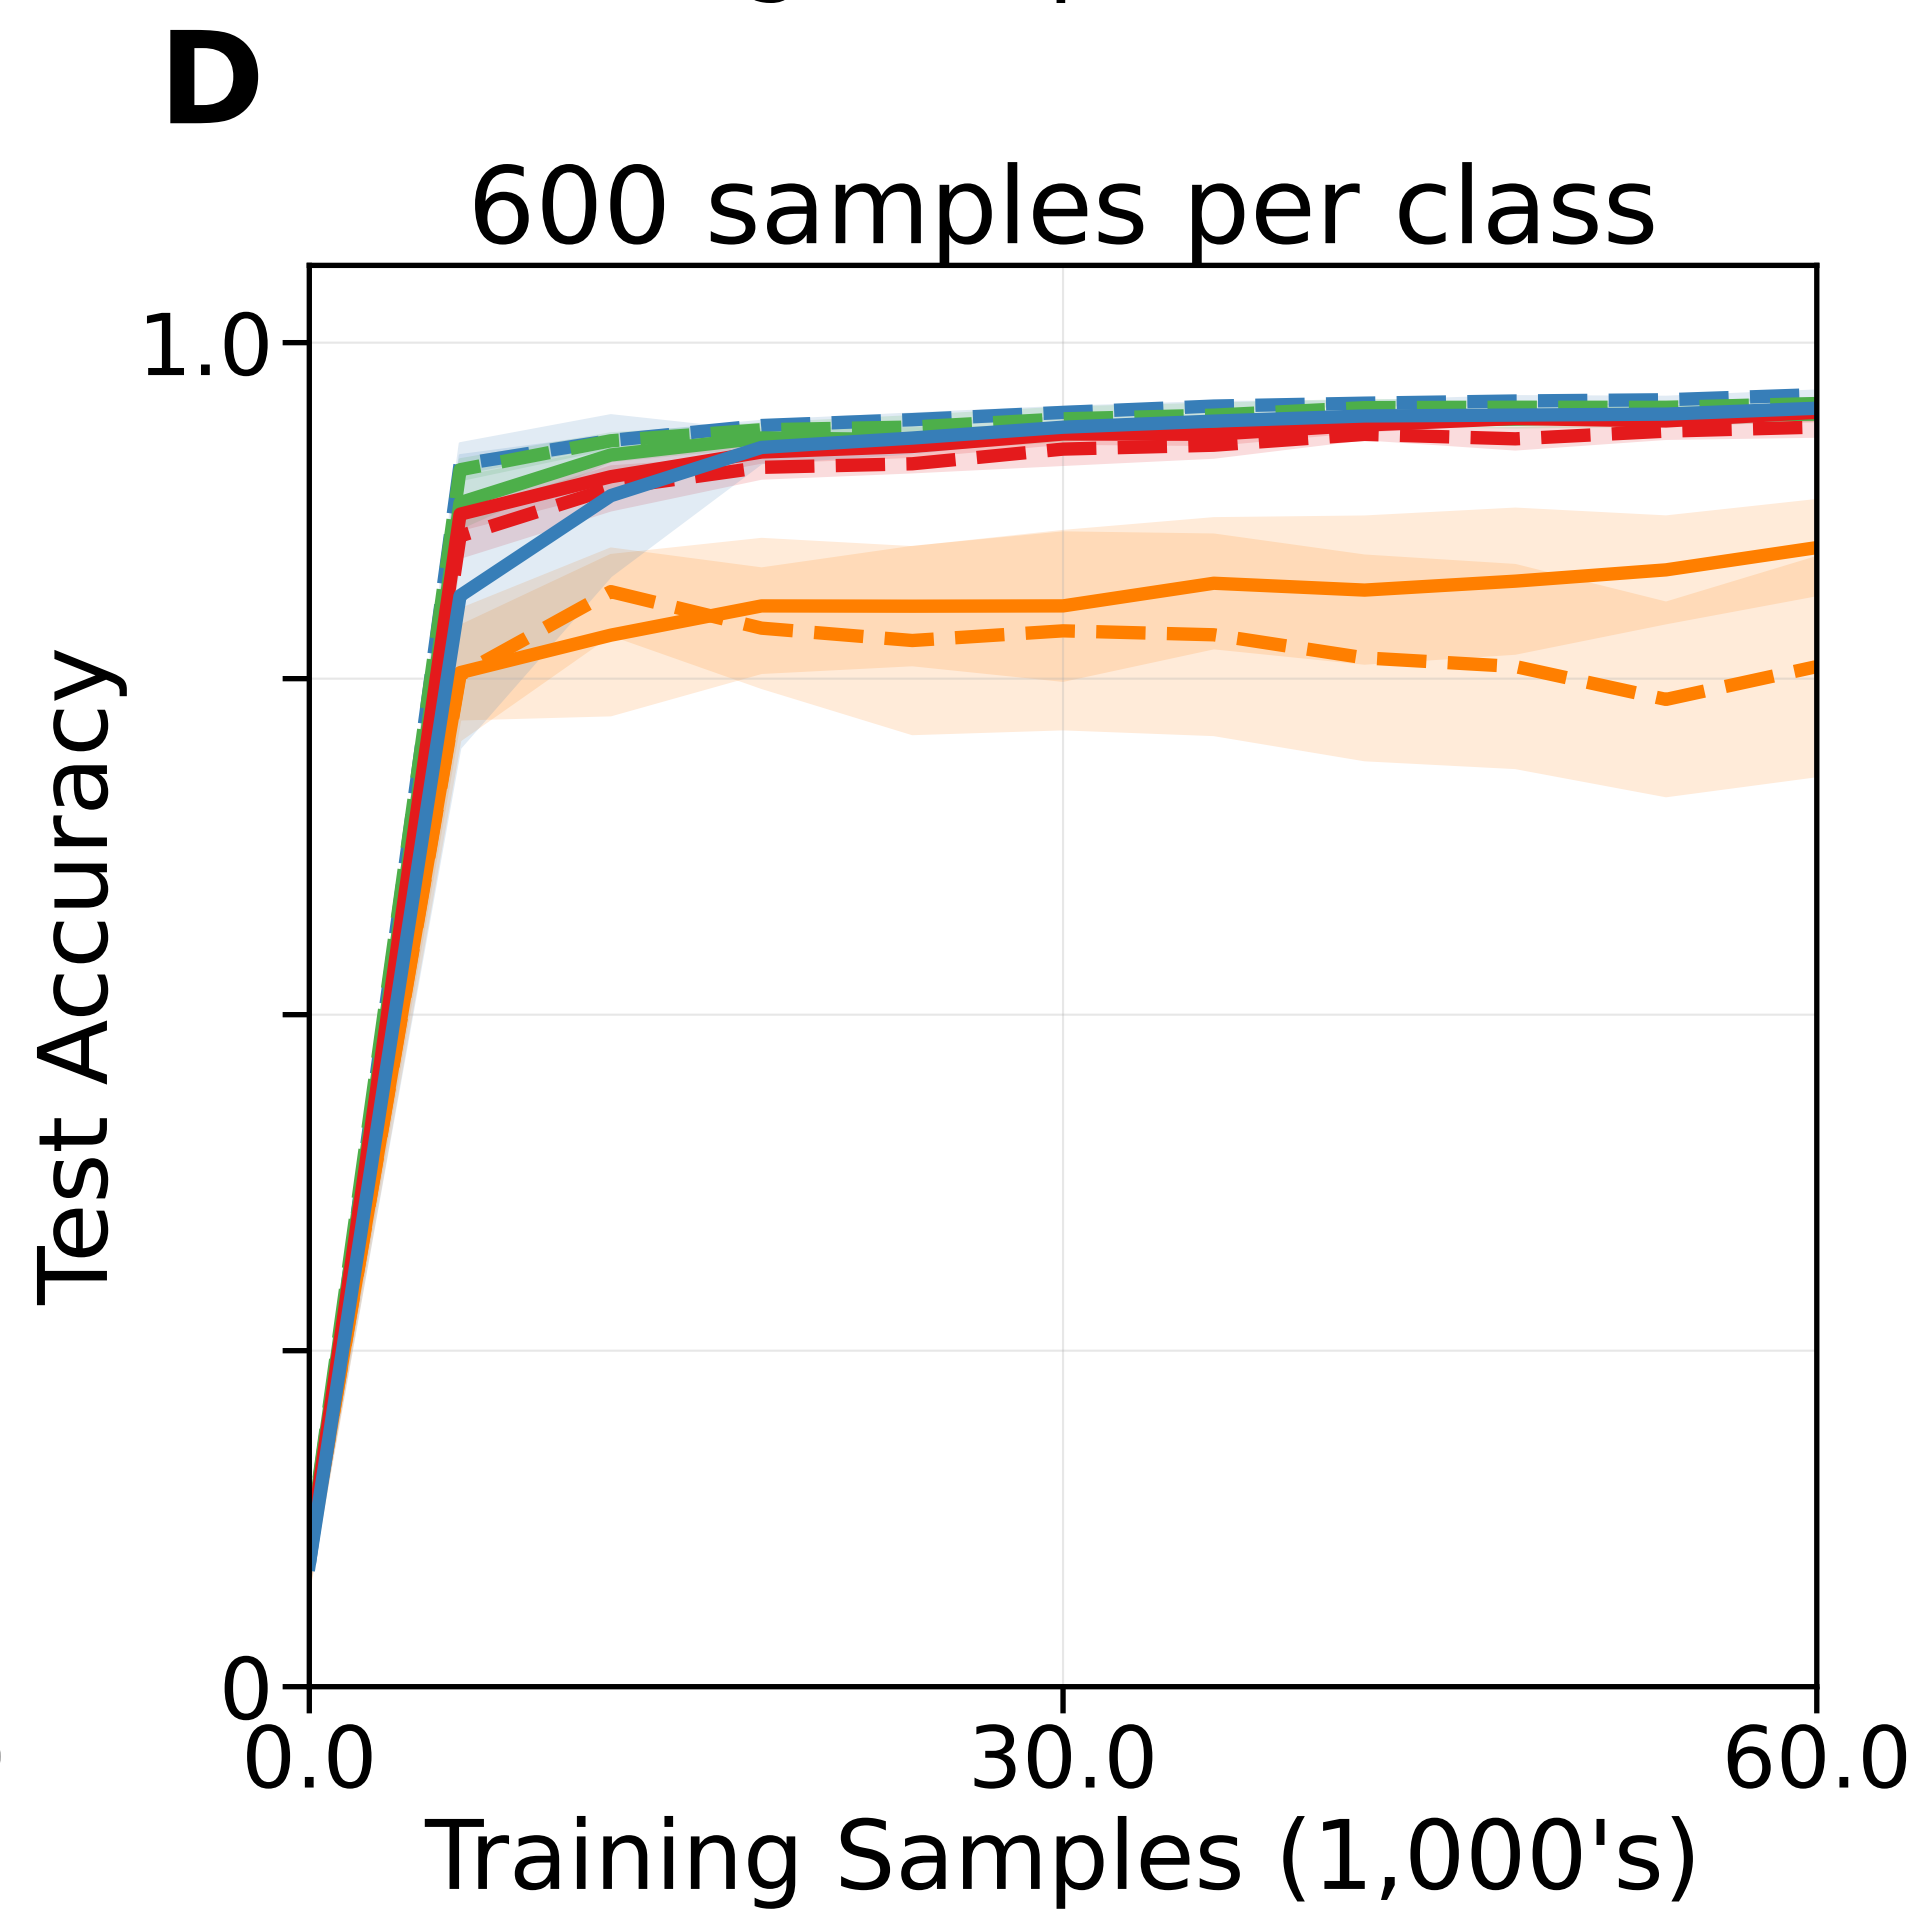 D
600 samples per class
1.0
Test Accuracy
0
0.0 30.0 60.0
Training Samples (1,000's)